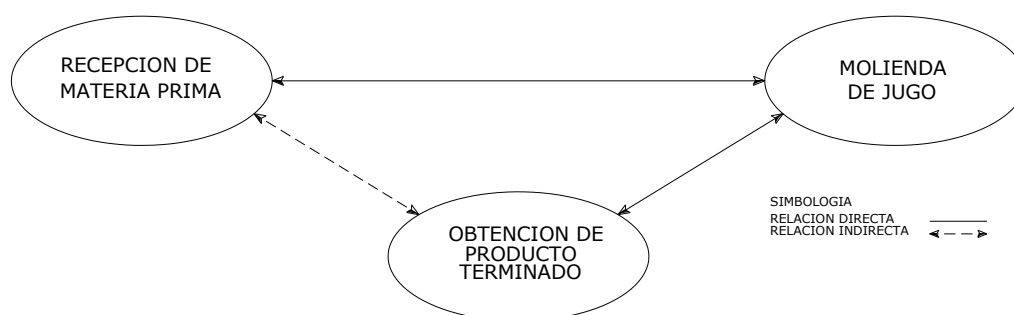 RECEPCION DE
MATERIA PRIMA
MOLIENDA
DE JUGO
OBTENCION DE
PRODUCTO
TERMINADO
SIMBOLOGIA
RELACION DIRECTA
RELACION INDIRECTA